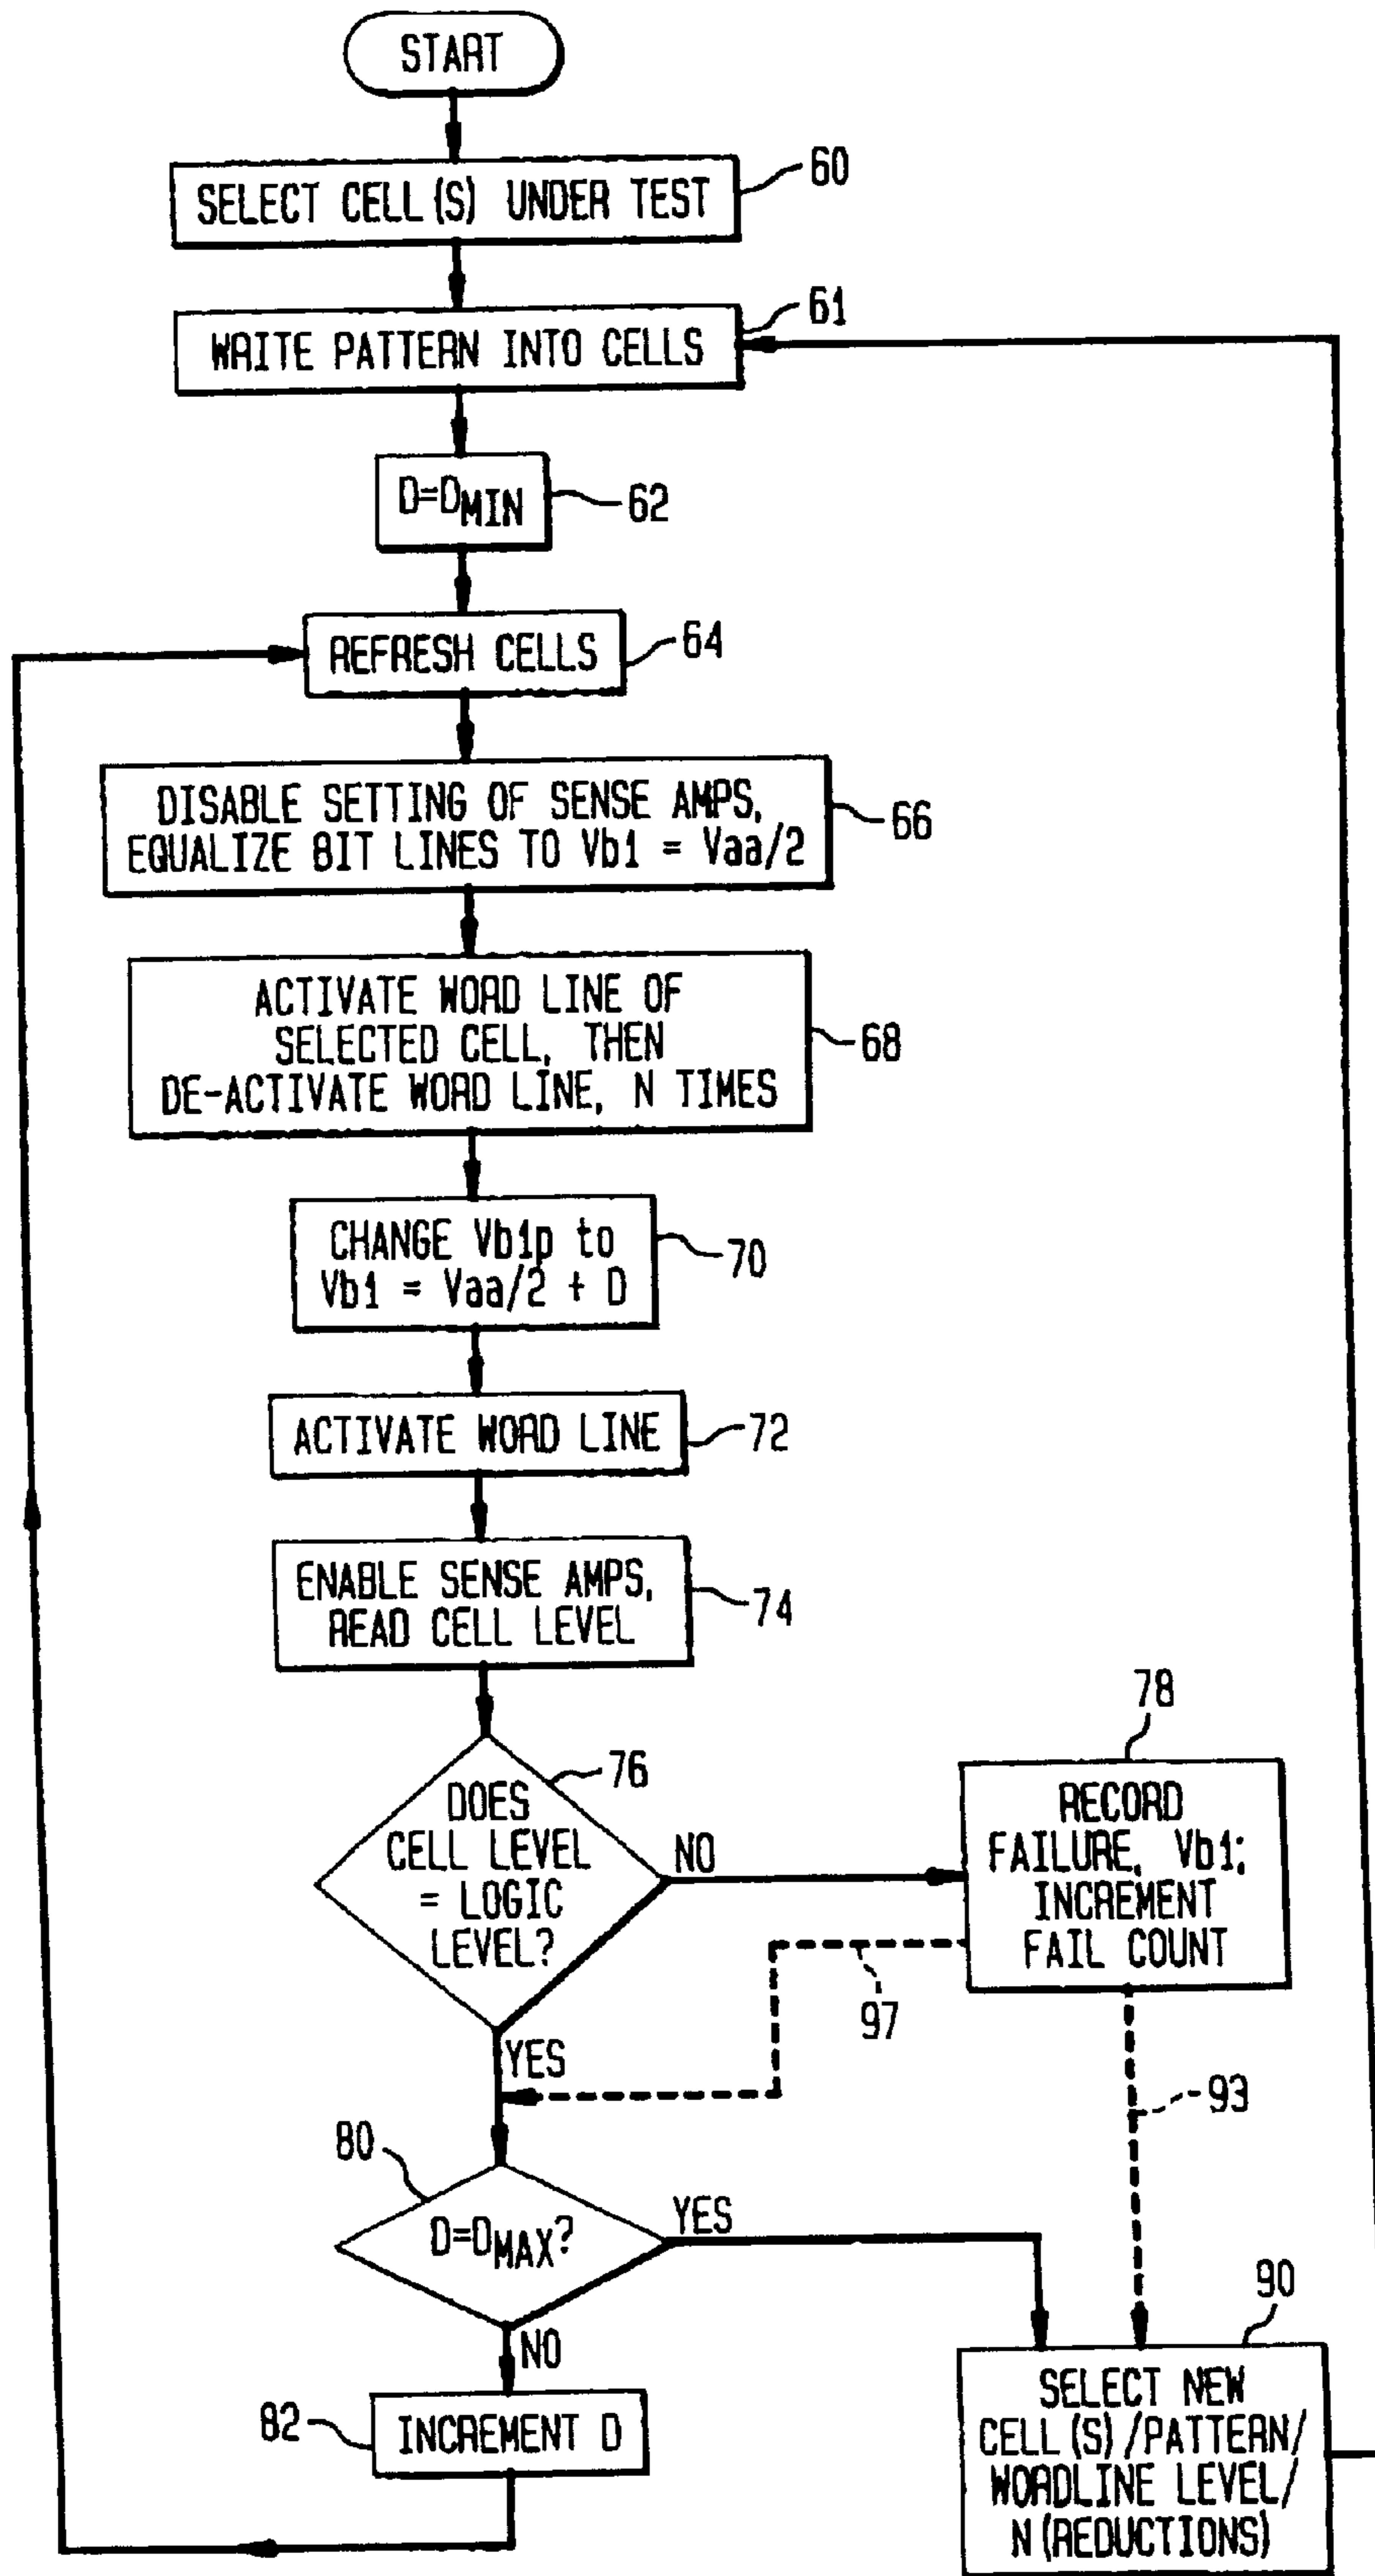 START
60
SELECT CELL(S) UNDER TEST
61
WRITE PATTERN INTO CELLS
D=DMIN
62
REFRESH CELLS
64
DISABLE SETTING OF SENSE AMPS,
EQUALIZE BIT LINES TO Vb1 = Vaa/2
66
ACTIVATE WORD LINE OF
SELECTED CELL, THEN
DE-ACTIVATE WORD LINE, N TIMES
68
CHANGE Vb1p to
Vb1 = Vaa/2 + D
70
ACTIVATE WORD LINE
72
ENABLE SENSE AMPS,
READ CELL LEVEL
74
76
DOES
CELL LEVEL
= LOGIC
LEVEL?
NO
YES
78
RECORD
FAILURE, Vb1;
INCREMENT
FAIL COUNT
97
93
80
D=DMAX?
YES
NO
82
INCREMENT D
90
SELECT NEW
CELL(S)/PATTERN/
WORDLINE LEVEL/
N(REDUCTIONS)